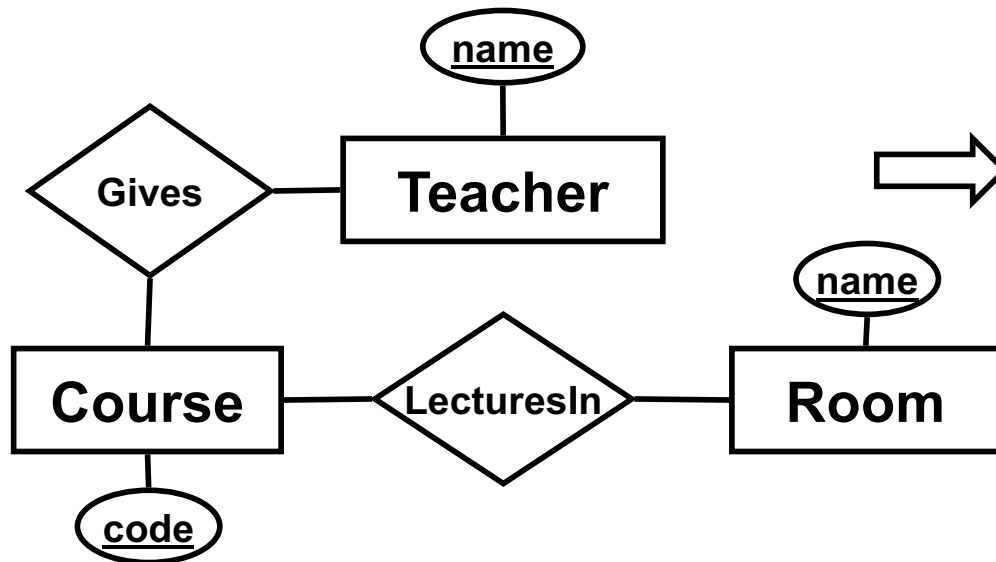 name
Gives
Teacher
name
Course
LecturesIn
Room
code